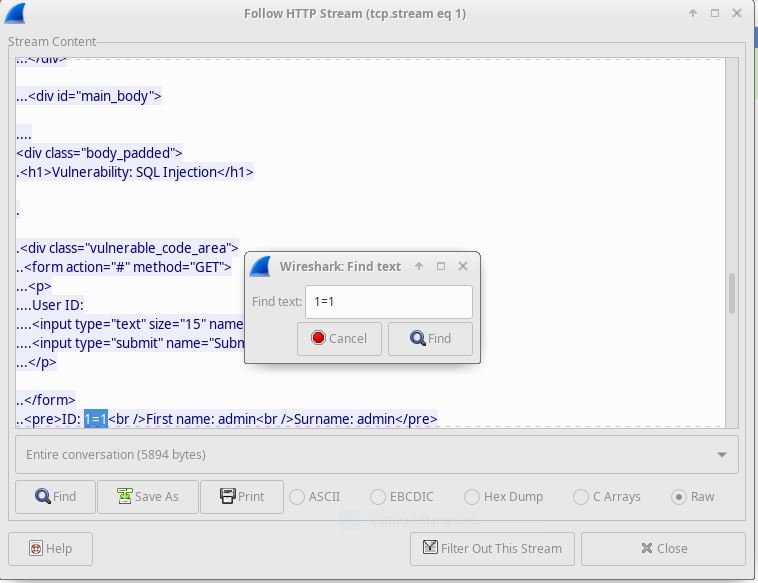 Follow HTTP Stream (tcp.stream eq 1)
Stream Content
...</div>
...<div id="main_body">
....
<div class="body_padded">
.<h1>Vulnerability: SQL Injection</h1>
.
.<div class="vulnerable_code_area">
..<form action="#" method="GET">
...<p>
....User ID:
....<input type="text" size="15" name
....<input type="submit" name="Subm
...</p>
..</form>
..<pre>ID: 1=1<br />First name: admin<br />Surname: admin</pre>
Wireshark: Find text
Find text: 1=1
Cancel Find
Entire conversation (5894 bytes)
Find Save As Print ASCII EBCDIC Hex Dump C Arrays Raw
Help Filter Out This Stream Close